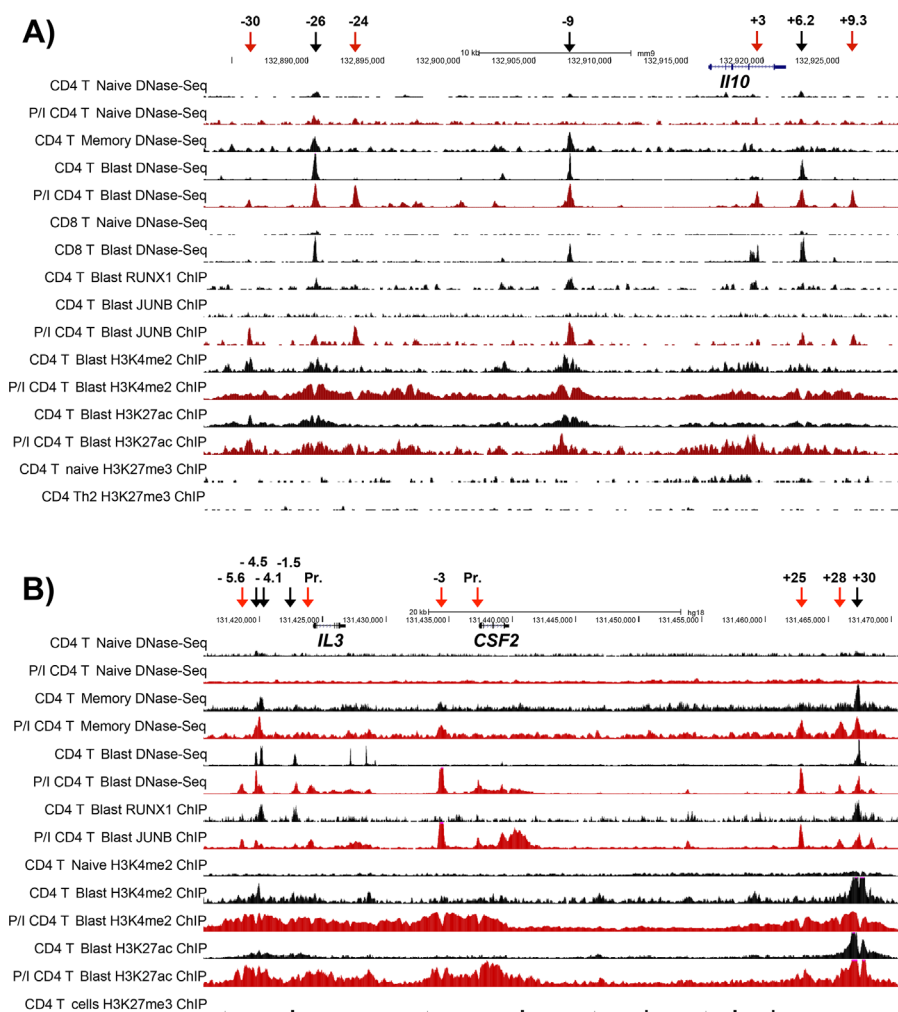 A)
-30 -26 -24 -9 +3 +6.2 +9.3
10 kb mm9
132,890,000 132,895,000 132,900,000 132,905,000 132,910,000 132,915,000 132,920,000 132,925,000
Il10
CD4 T Naive DNase-Seq
P/I CD4 T Naive DNase-Seq
CD4 T Memory DNase-Seq
CD4 T Blast DNase-Seq
P/I CD4 T Blast DNase-Seq
CD8 T Naive DNase-Seq
CD8 T Blast DNase-Seq
CD4 T Blast RUNX1 ChIP
CD4 T Blast JUNB ChIP
P/I CD4 T Blast JUNB ChIP
CD4 T Blast H3K4me2 ChIP
P/I CD4 T Blast H3K4me2 ChIP
CD4 T Blast H3K27ac ChIP
P/I CD4 T Blast H3K27ac ChIP
CD4 T naive H3K27me3 ChIP
CD4 Th2 H3K27me3 ChIP
B)
- 4.5 -1.5
- 5.6 - 4.1 Pr. -3 Pr. +25 +28 +30
20 kb hg18
131,420,000 131,425,000 131,430,000 131,435,000 131,440,000 131,445,000 131,450,000 131,455,000 131,460,000 131,465,000 131,470,000
IL3 CSF2
CD4 T Naive DNase-Seq
P/I CD4 T Naive DNase-Seq
CD4 T Memory DNase-Seq
P/I CD4 T Memory DNase-Seq
CD4 T Blast DNase-Seq
P/I CD4 T Blast DNase-Seq
CD4 T Blast RUNX1 ChIP
P/I CD4 T Blast JUNB ChIP
CD4 T Naive H3K4me2 ChIP
CD4 T Blast H3K4me2 ChIP
P/I CD4 T Blast H3K4me2 ChIP
CD4 T Blast H3K27ac ChIP
P/I CD4 T Blast H3K27ac ChIP
CD4 T cells H3K27me3 ChIP